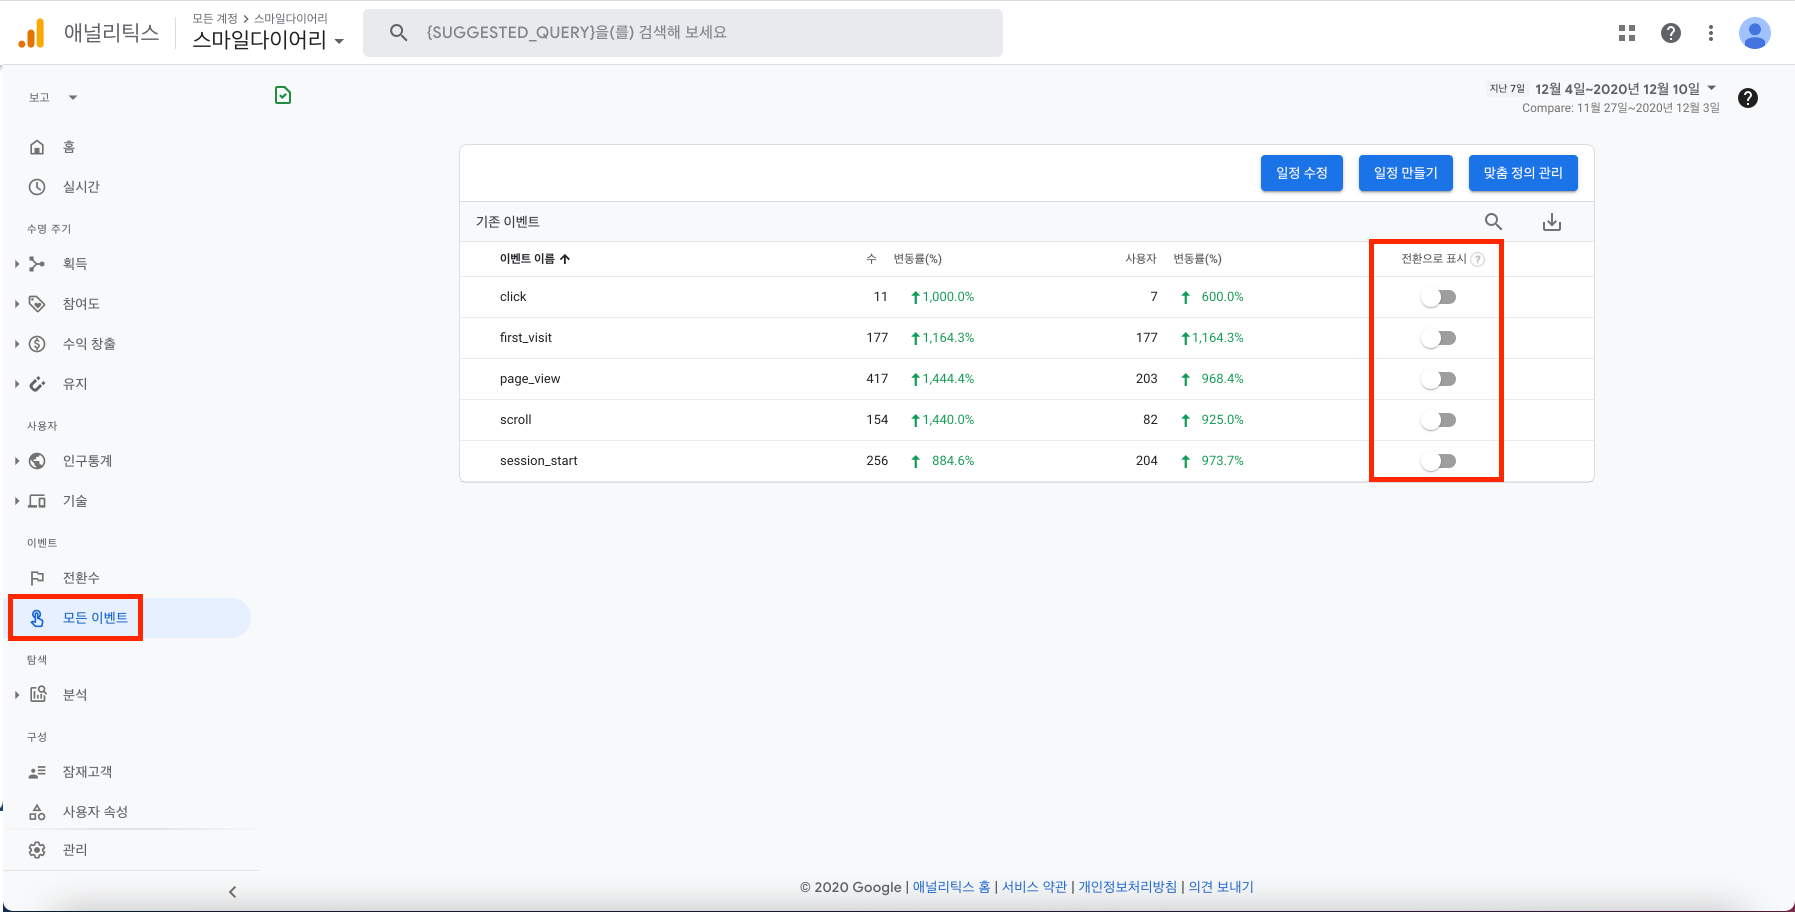 애널리틱스
모든 계정 > 스마일다이어리
스마일다이어리
{SUGGESTED_QUERY}을(를) 검색해 보세요
보고
지난 7일 12월 4일~2020년 12월 10일
Compare: 11월 27일~2020년 12월 3일
홈
실시간
수명 주기
획득
참여도
수익 창출
유지
사용자
인구통계
기술
이벤트
전환수
모든 이벤트
탐색
분석
구성
잠재고객
사용자 속성
관리
일정 수정 일정 만들기 맞춤 정의 관리
기존 이벤트
이벤트 이름 수 변동률(%) 사용자 변동률(%) 전환으로 표시
click 11 1,000.0% 7 600.0%
first_visit 177 1,164.3% 177 1,164.3%
page_view 417 1,444.4% 203 968.4%
scroll 154 1,440.0% 82 925.0%
session_start 256 884.6% 204 973.7%
© 2020 Google | 애널리틱스 홈 | 서비스 약관 | 개인정보처리방침 | 의견 보내기